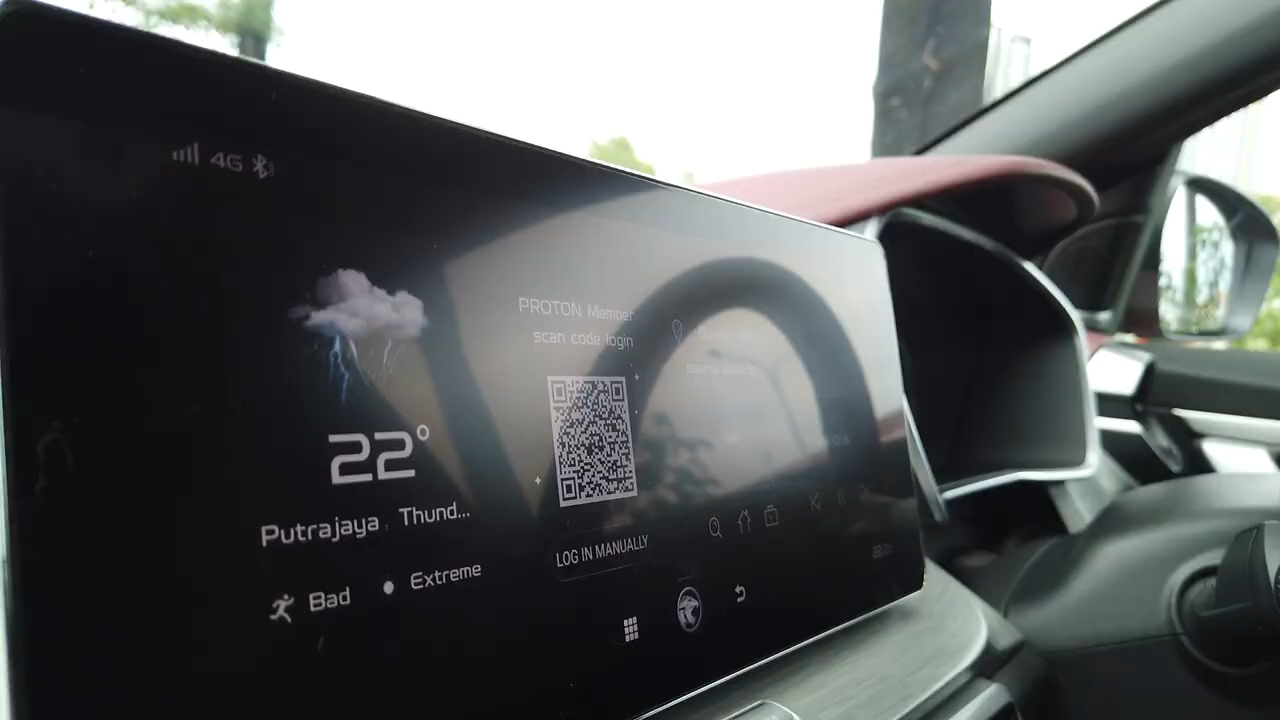 4G
22°
Putrajaya, Thund...
Bad
Extreme
PROTON Member
scan code login
LOG IN MANUALLY